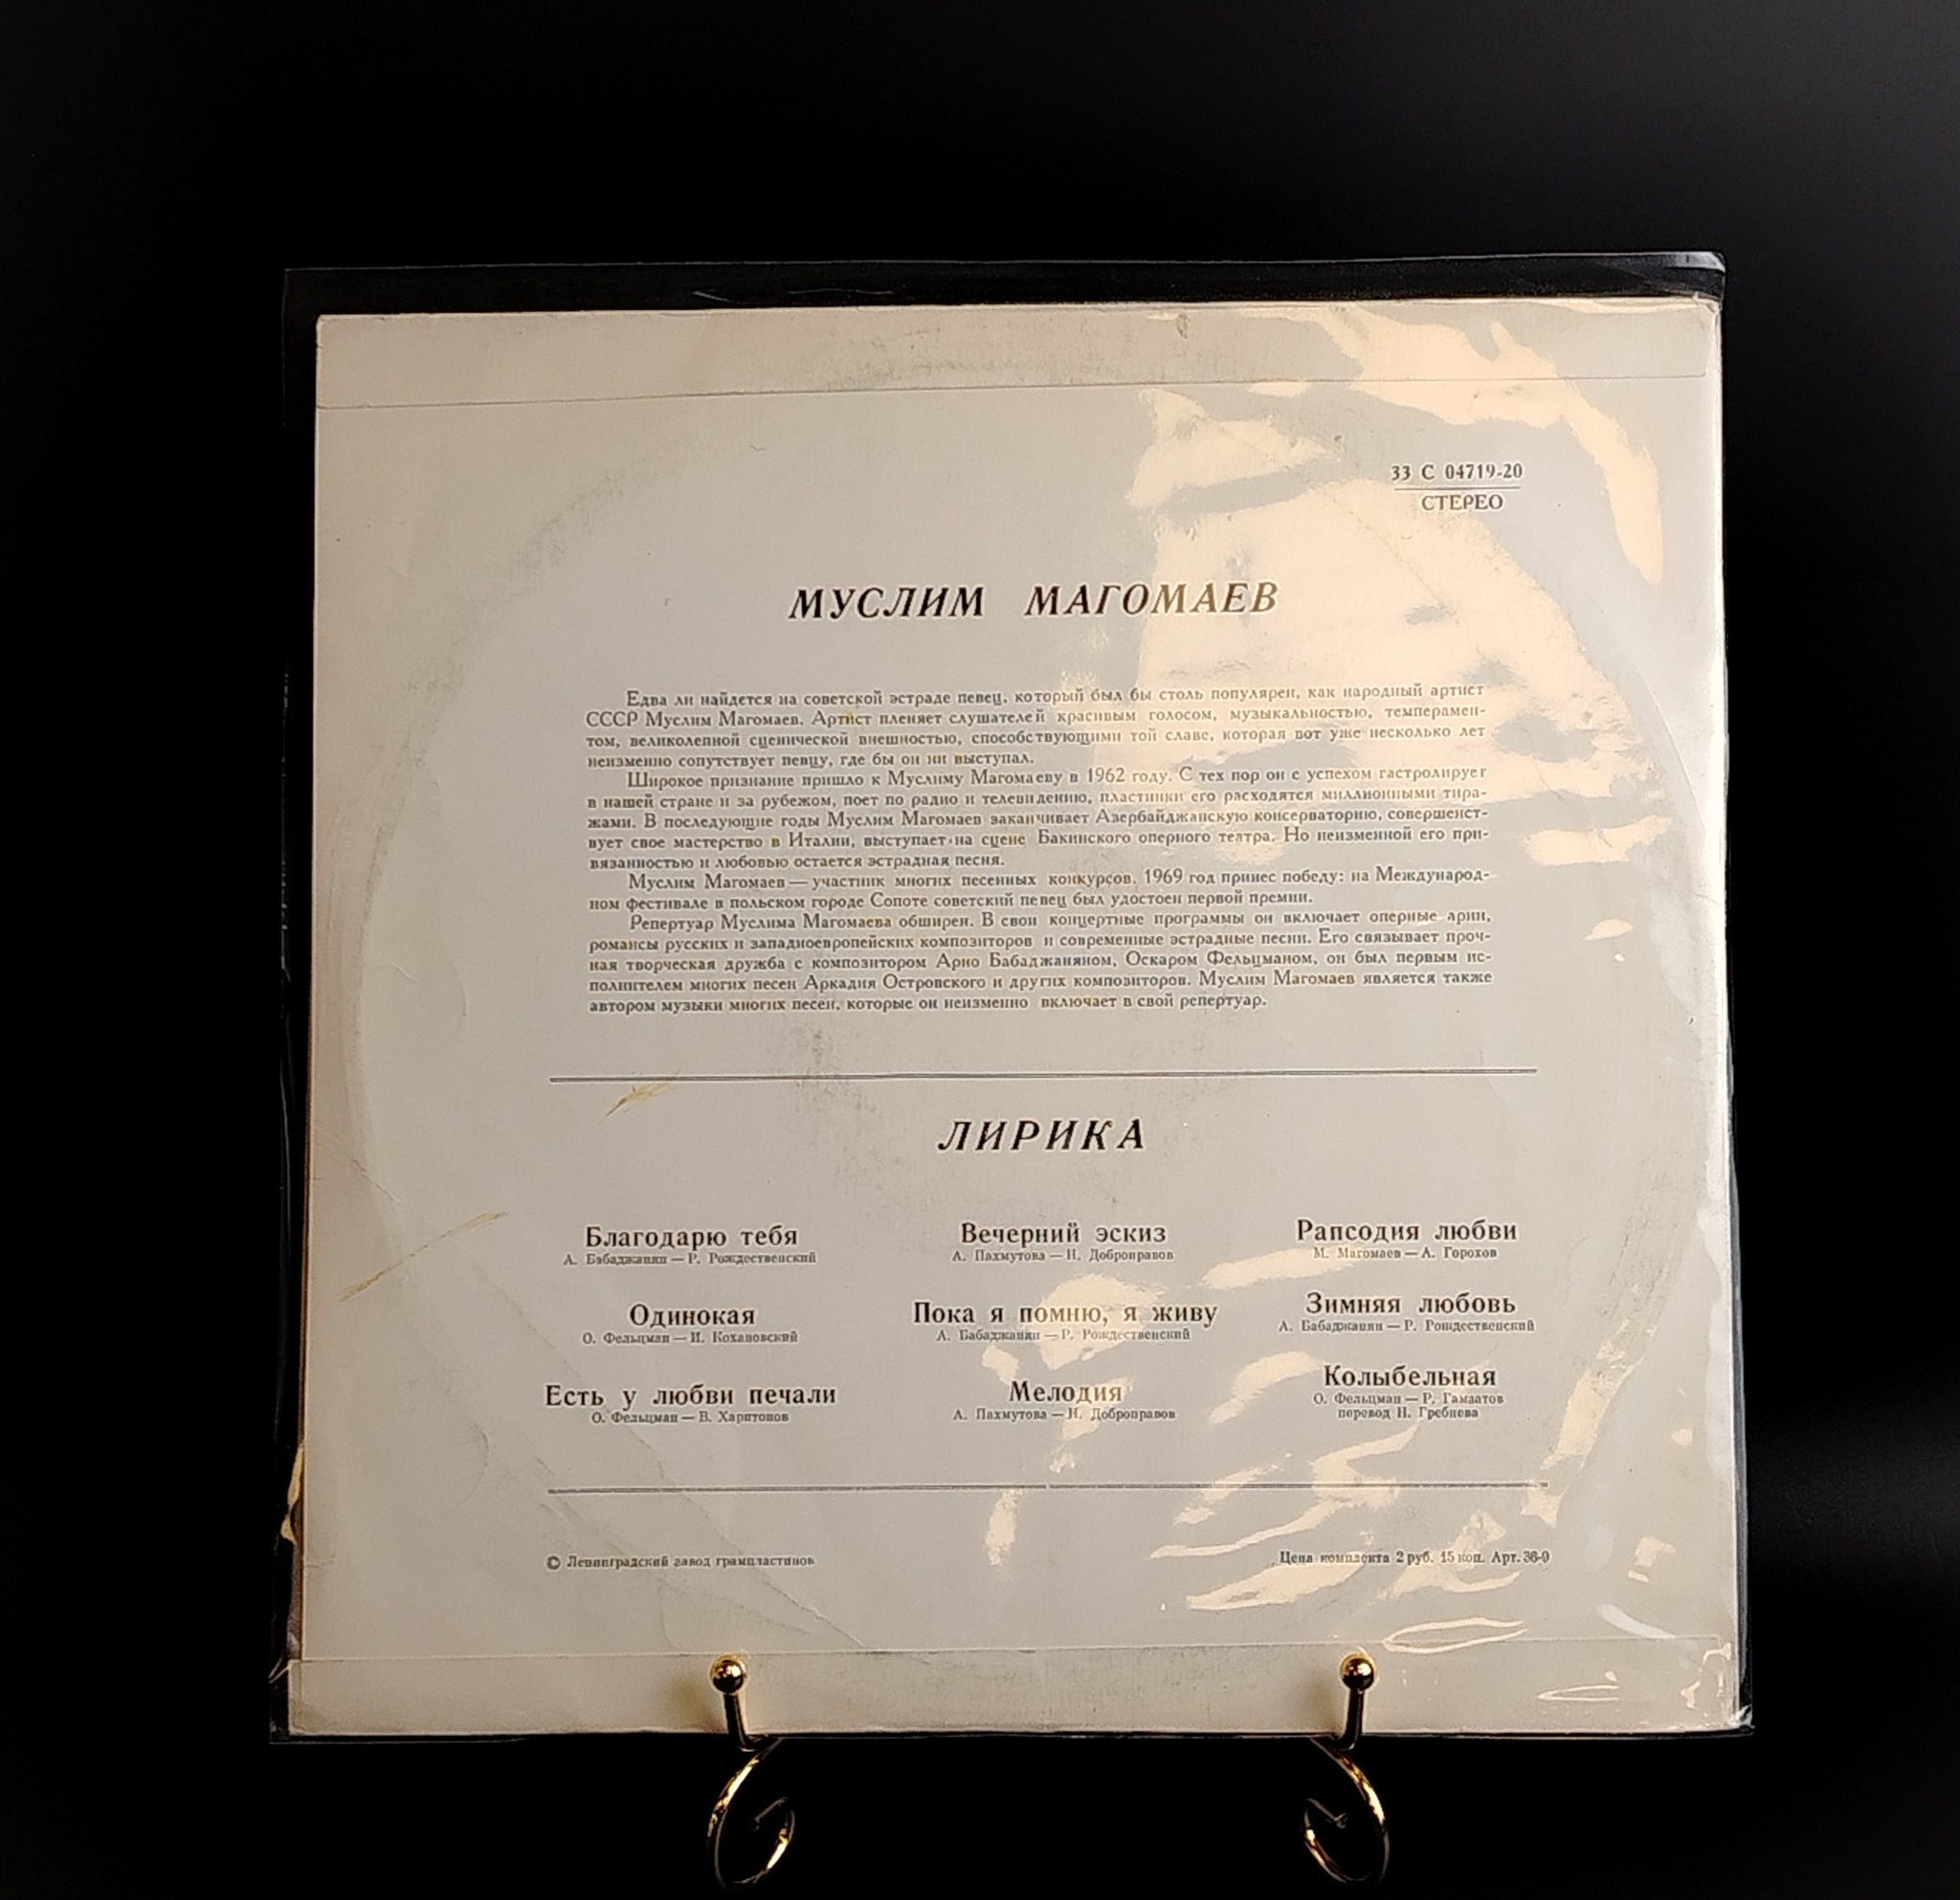 33 С 04719-20
СТЕРЕО
МУСЛИМ МАГОМАЕВ
Едва ли найдется на советской эстраде певец, который был бы столь популярен, как народный артист
СССР Муслим Магомаев. Артист пленяет слушателей красивым голосом, музыкальностью, темперамен-
том, великолепной сценической внешностью, способствующими той славе, которая вот уже несколько лет
неизменно сопутствует певцу, где бы он ни выступал.
Широкое признание пришло к Муслиму Магомаеву в 1962 году. С тех пор он с успехом гастролирует
в нашей стране и за рубежом, поет по радио и телевидению, пластинки его расходятся миллионными тира-
жами. В последующие годы Муслим Магомаев заканчивает Азербайджанскую консерваторию, совершенст-
вует свое мастерство в Италии, выступает на сцене Бакинского оперного театра. Но неизменной его при-
вязанностью и любовью остается эстрадная песня.
Муслим Магомаев — участник многих песенных конкурсов. 1969 год принес победу: на Международ-
ном фестивале в польском городе Сопоте советский певец был удостоен первой премии.
Репертуар Муслима Магомаева обширен. В свои концертные программы он включает оперные арии,
романсы русских и западноевропейских композиторов и современные эстрадные песни. Его связывает проч-
ная творческая дружба с композитором Арно Бабаджаняном, Оскаром Фельцманом, он был первым ис-
полнителем многих песен Аркадия Островского и других композиторов. Муслим Магомаев является также
автором музыки многих песен, которые он неизменно включает в свой репертуар.
ЛИРИКА
Благодарю тебя
А. Бабаджанян — Р. Рождественский
Одинокая
О. Фельцман — И. Кохановский
Есть у любви печали
О. Фельцман — В. Харитонов
Вечерний эскиз
А. Пахмутова — Н. Добронравов
Пока я помню, я живу
А. Бабаджанян — Р. Рождественский
Мелодия
А. Пахмутова — Н. Добронравов
Рапсодия любви
М. Магомаев — А. Горохов
Зимняя любовь
А. Бабаджанян — Р. Рождественский
Колыбельная
О. Фельцман — Р. Гамзатов
перевод Н. Гребнева
© Ленинградский завод грампластинок
Цена комплекта 2 руб. 15 коп. Арт. 36-9